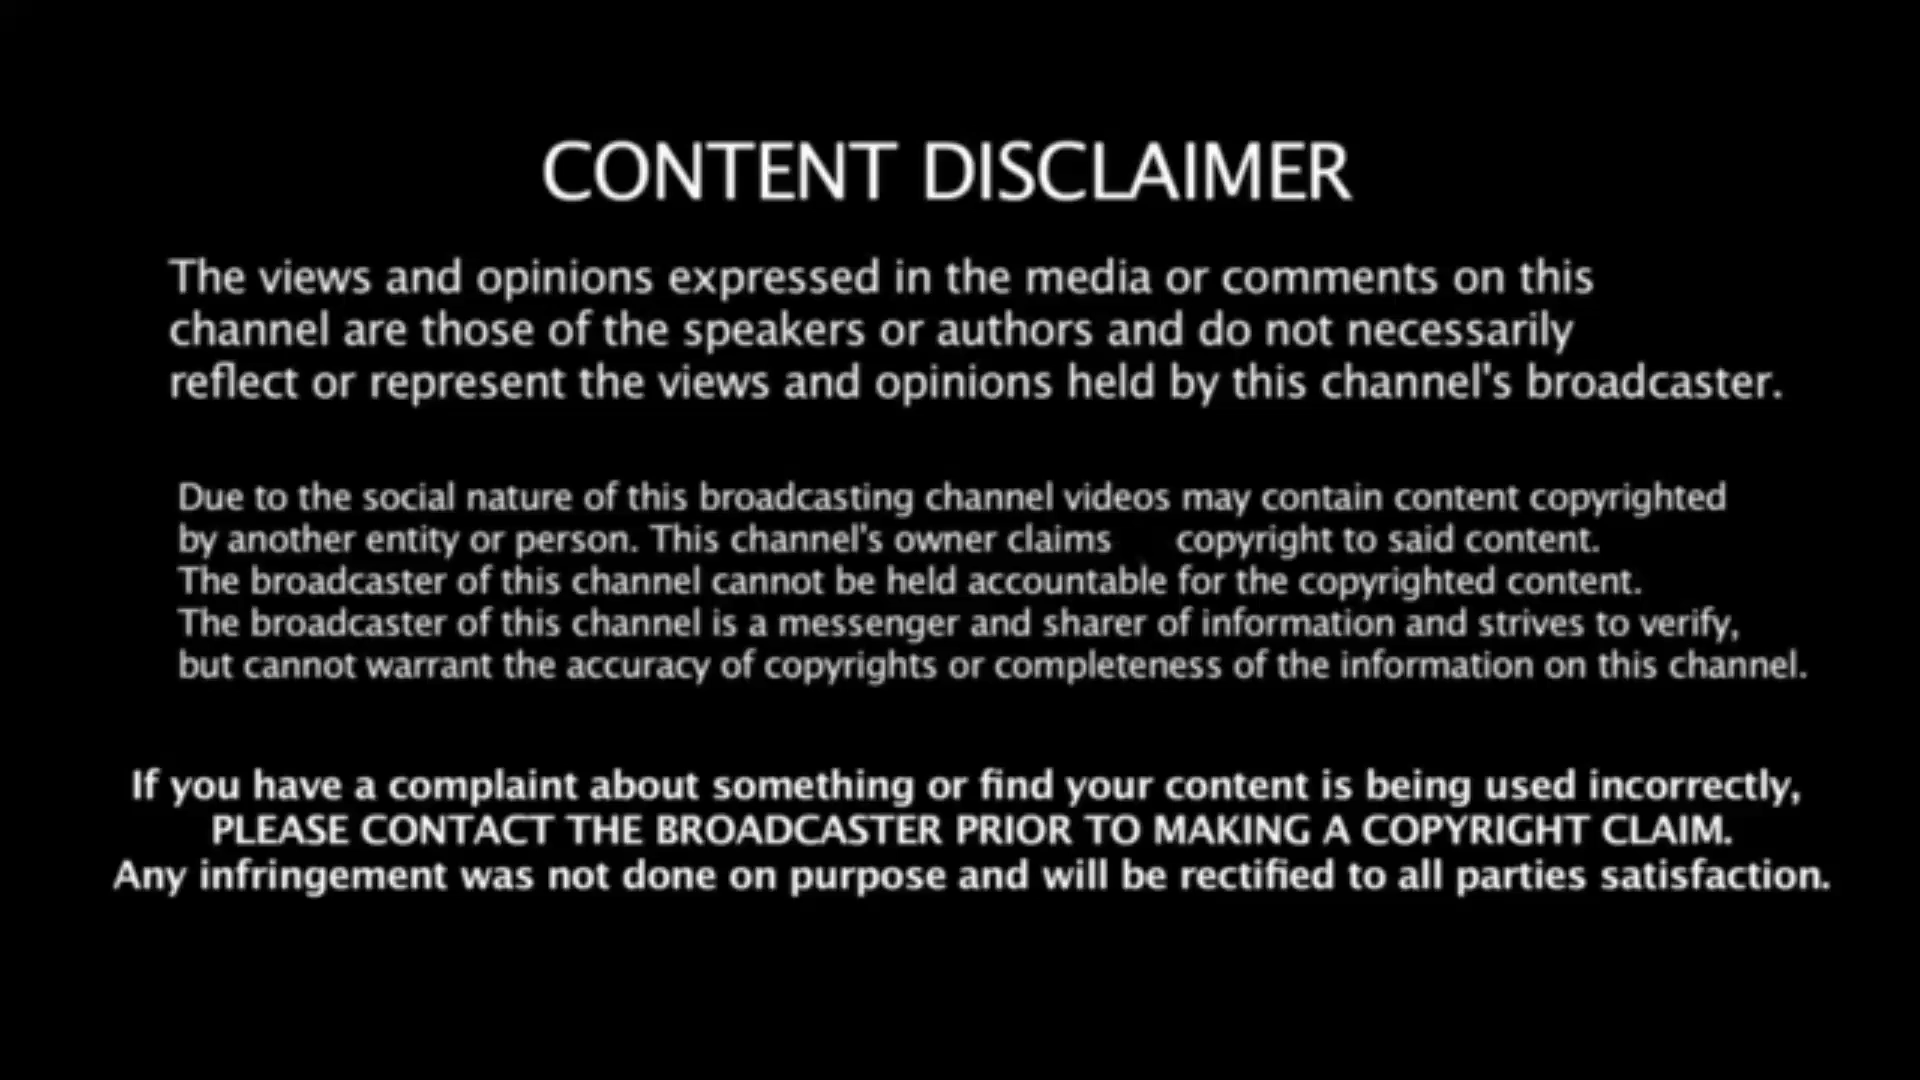 CONTENT DISCLAIMER
The views and opinions expressed in the media or comments on this
channel are those of the speakers or authors and do not necessarily
reflect or represent the views and opinions held by this channel's broadcaster.
Due to the social nature of this broadcasting channel videos may contain content copyrighted
by another entity or person. This channel's owner claims copyright to said content.
The broadcaster of this channel cannot be held accountable for the copyrighted content.
The broadcaster of this channel is a messenger and sharer of information and strives to verify,
but cannot warrant the accuracy of copyrights or completeness of the information on this channel.
If you have a complaint about something or find your content is being used incorrectly,
PLEASE CONTACT THE BROADCASTER PRIOR TO MAKING A COPYRIGHT CLAIM.
Any infringement was not done on purpose and will be rectified to all parties satisfaction.